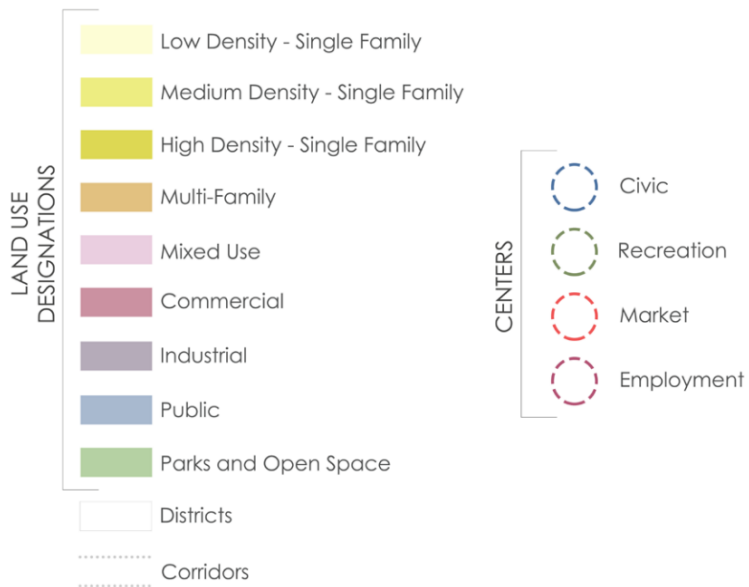 LAND USE
DESIGNATIONS
Low Density - Single Family
Medium Density - Single Family
High Density - Single Family
Multi-Family
Mixed Use
Commercial
Industrial
Public
Parks and Open Space
Districts
Corridors
CENTERS
Civic
Recreation
Market
Employment